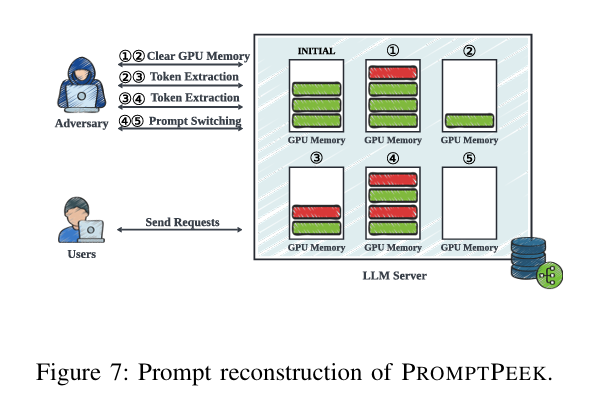 ①② Clear GPU Memory
②③ Token Extraction
③④ Token Extraction
④⑤ Prompt Switching
Adversary
Send Requests
Users
INITIAL
①
②
GPU Memory
GPU Memory
GPU Memory
③
④
⑤
GPU Memory
GPU Memory
GPU Memory
LLM Server
Figure 7: Prompt reconstruction of PROMPTPEEK.